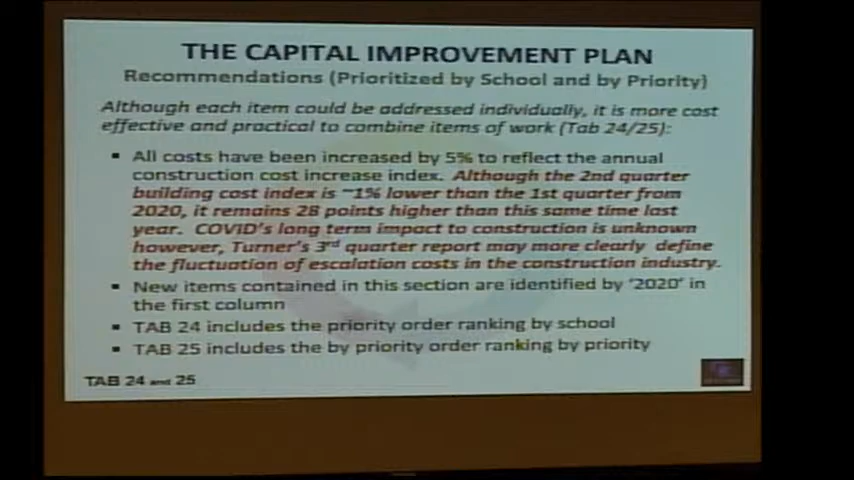 THE CAPITAL IMPROVEMENT PLAN
Recommendations (Prioritized by School and by Priority)
Although each item could be addressed individually, it is more cost
effective and practical to combine items of work (Tab 24/25):
▪ All costs have been increased by 5% to reflect the annual
construction cost increase index. Although the 2nd quarter
building cost index is ~1% lower than the 1st quarter from
2020, it remains 28 points higher than this same time last
year. COVID's long term impact to construction is unknown
however, Turner's 3rd quarter report may more clearly define
the fluctuation of escalation costs in the construction industry.
▪ New items contained in this section are identified by '2020' in
the first column
▪ TAB 24 includes the priority order ranking by school
▪ TAB 25 includes the by priority order ranking by priority
TAB 24 and 25